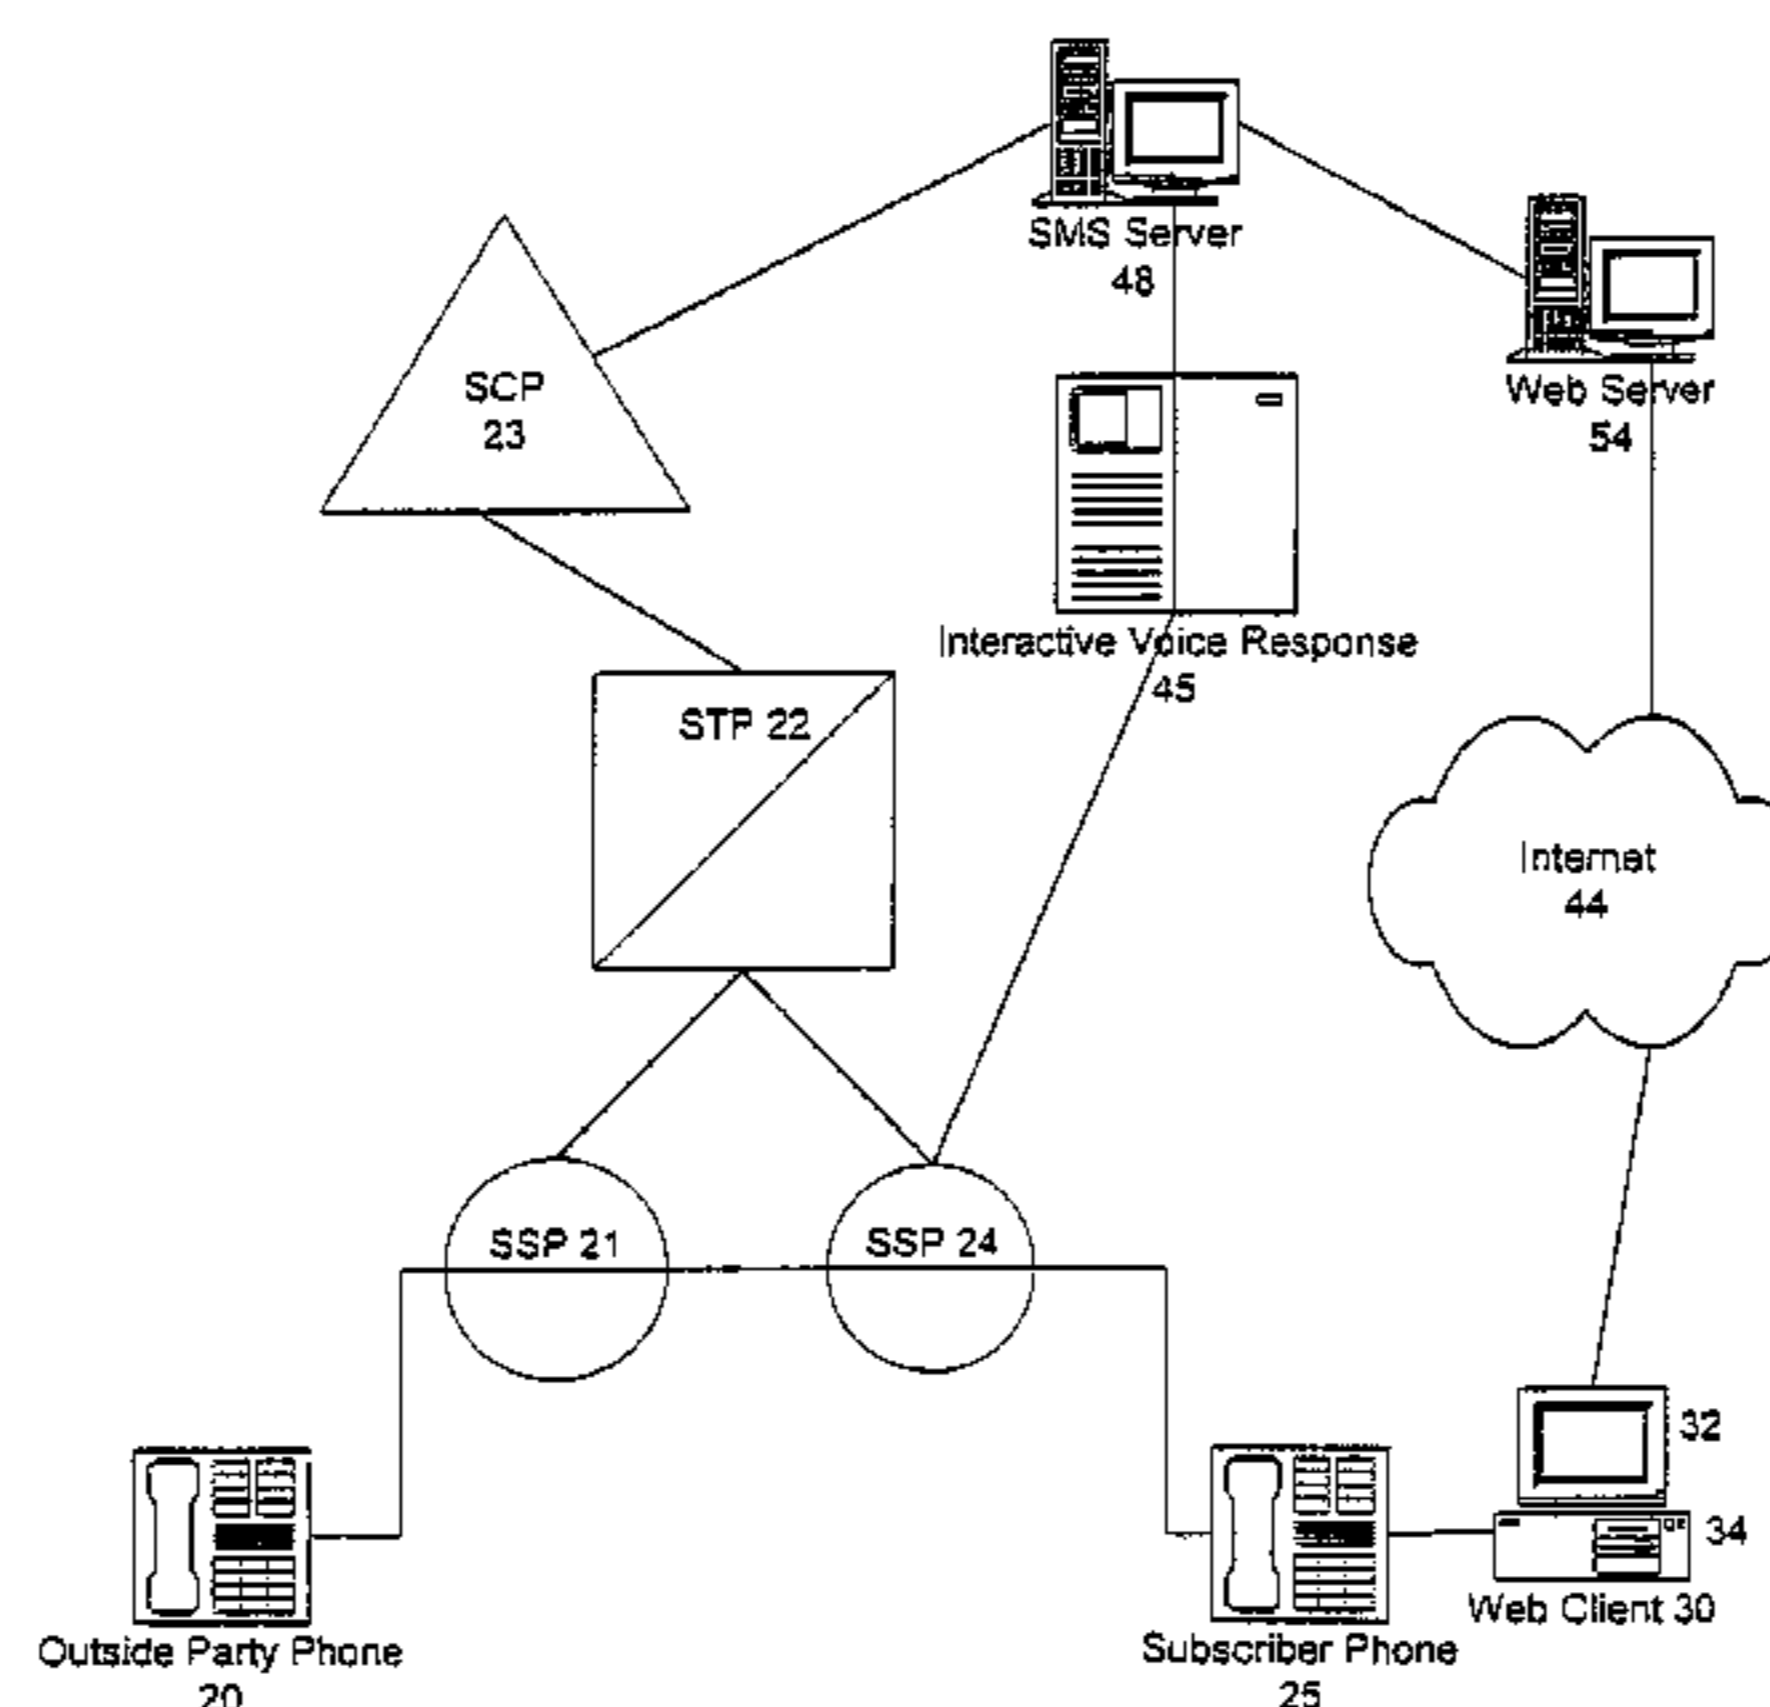 SMS Server
48
Web Server
54
SCP
23
Interactive Voice Response
45
STP 22
Internet
44
SSP 21
SSP 24
32
34
Web Client 30
Outside Party Phone
20
Subscriber Phone
25